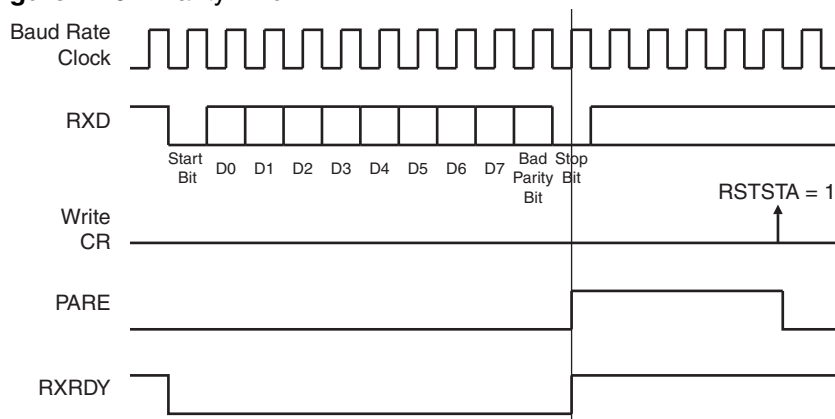 Baud Rate
Clock
RXD
Start
Bit
D0
D1
D2
D3
D4
D5
D6
D7
Bad
Parity
Bit
Stop
Bit
RSTSTA = 1
Write
CR
PARE
RXRDY